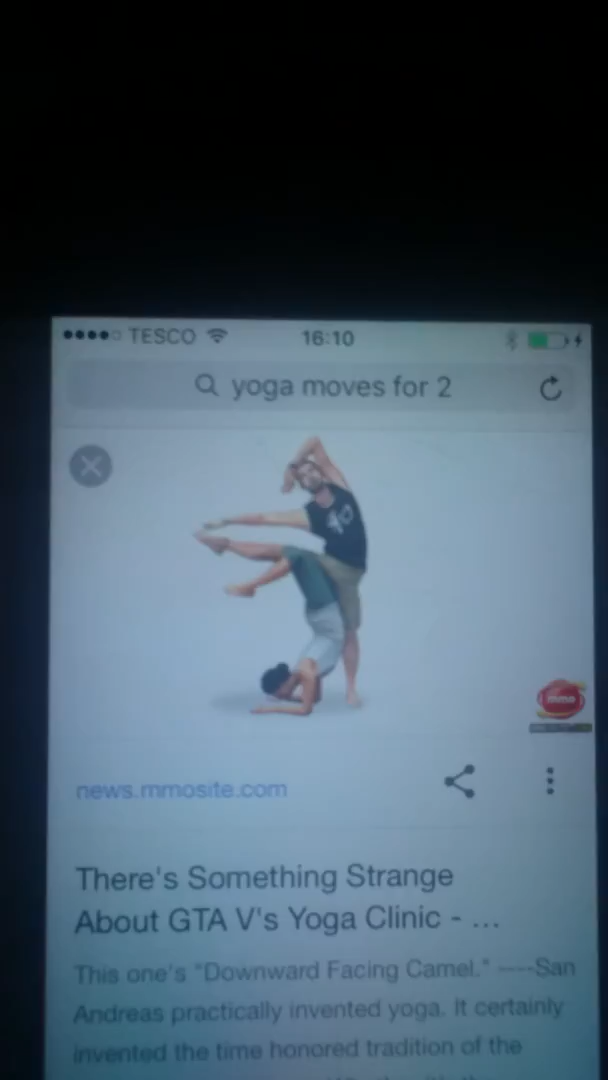 TESCO 16:10
yoga moves for 2
mmo
news.mmosite.com
There's Something Strange
About GTA V's Yoga Clinic - ...
This one's "Downward Facing Camel." ----San
Andreas practically invented yoga. It certainly
invented the time honored tradition of the